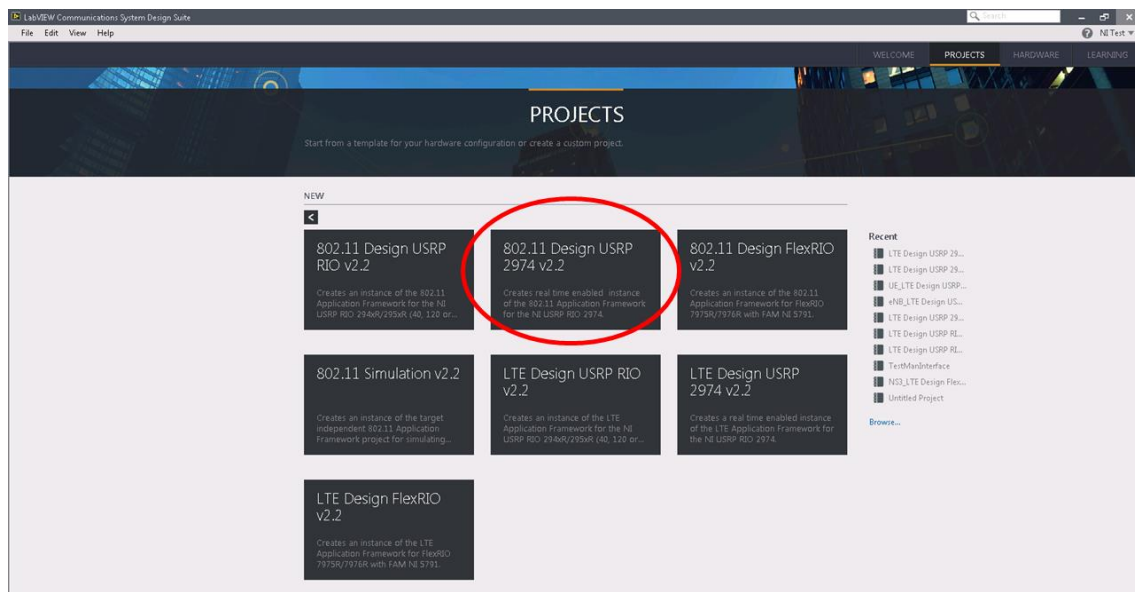 LabVIEW Communications System Design Suite
Search
File Edit View Help
NI Test
WELCOME PROJECTS HARDWARE LEARNING
PROJECTS
Start from a template for your hardware configuration or create a custom project.
NEW
802.11 Design USRP
RIO v2.2
Creates an instance of the 802.11
Application Framework for the NI
USRP RIO 294xR/295xR (40, 120 or...
802.11 Design USRP
2974 v2.2
Creates real time enabled instance
of the 802.11 Application Framework
for the NI USRP RIO 2974.
802.11 Design FlexRIO
v2.2
Creates an instance of the 802.11
Application Framework for FlexRIO
7975R/7976R with FAM NI 5791.
802.11 Simulation v2.2
Creates an instance of the target
independent 802.11 Application
Framework project for simulating...
LTE Design USRP RIO
v2.2
Creates an instance of the LTE
Application Framework for the NI
USRP RIO 294xR/295xR (40, 120 or...
LTE Design USRP
2974 v2.2
Creates a real time enabled instance
of the LTE Application Framework for
the NI USRP RIO 2974.
LTE Design FlexRIO
v2.2
Creates an instance of the LTE
Application Framework for FlexRIO
7975R/7976R with FAM NI 5791.
Recent
LTE Design USRP 29...
LTE Design USRP 29...
UE_LTE Design USRP...
eNB_LTE Design US...
LTE Design USRP 29...
LTE Design USRP RI...
LTE Design USRP RI...
TestManInterface
NS3_LTE Design Flex...
Untitled Project
Browse...